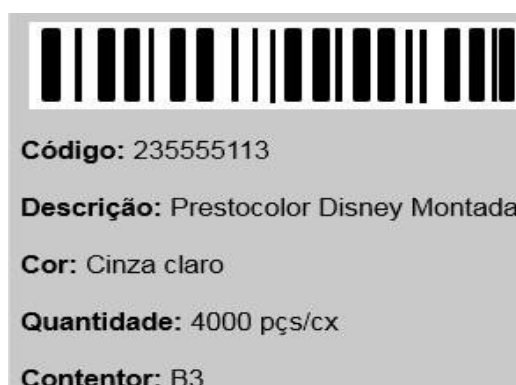 Código: 235555113
Descrição: Prestocolor Disney Montada
Cor: Cinza claro
Quantidade: 4000 pçs/cx
Contentor: B3